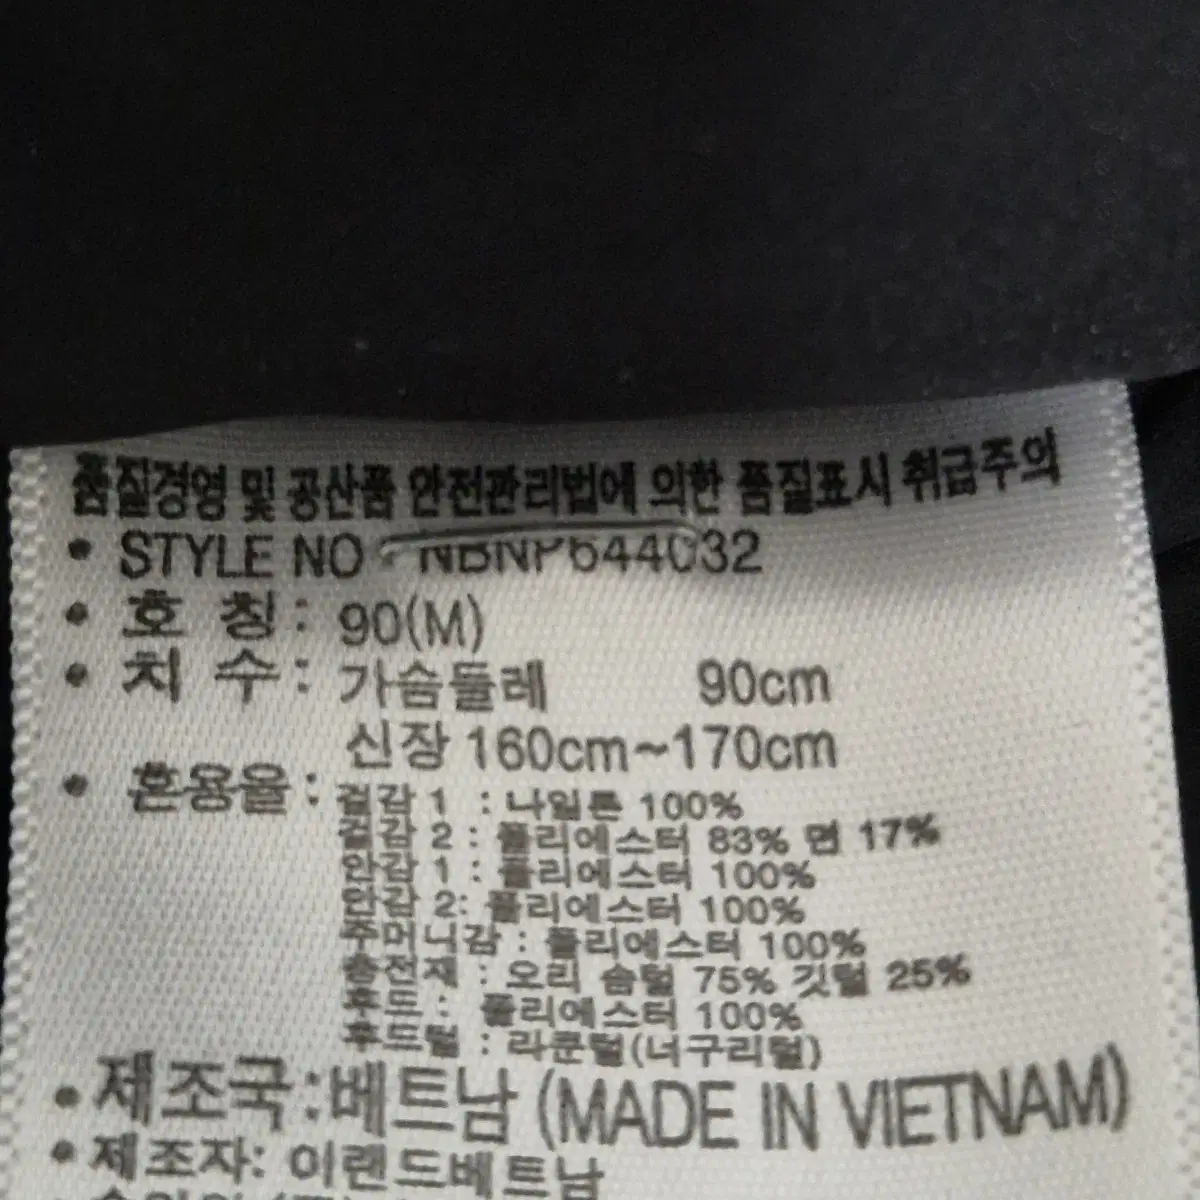 품질경영 및 공산품 안전관리법에 의한 품질표시 취급주의
• STYLE NO NBNP644032
• 호 칭 : 90(M)
• 치 수 : 가슴둘레 90cm
신장 160cm~170cm
• 혼용율 : 겉감 1 : 나일론 100%
겉감 2 : 폴리에스터 83% 면 17%
안감 1 : 폴리에스터 100%
안감 2: 폴리에스터 100%
주머니감 : 폴리에스터 100%
충전재 : 오리 솜털 75% 깃털 25%
후드 : 폴리에스터 100%
후드털 : 라쿤털(너구리털)
• 제조국 : 베트남 (MADE IN VIETNAM)
• 제조자: 이랜드베트남